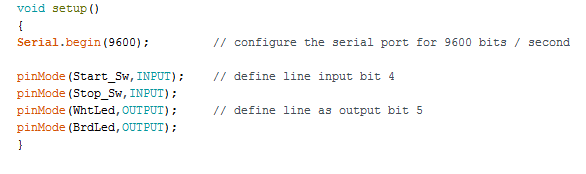 void setup()
{
Serial.begin(9600); // configure the serial port for 9600 bits / second
pinMode(Start_Sw,INPUT); // define line input bit 4
pinMode(Stop_Sw,INPUT);
pinMode(WhtLed,OUTPUT); // define line as output bit 5
pinMode(BrdLed,OUTPUT);
}